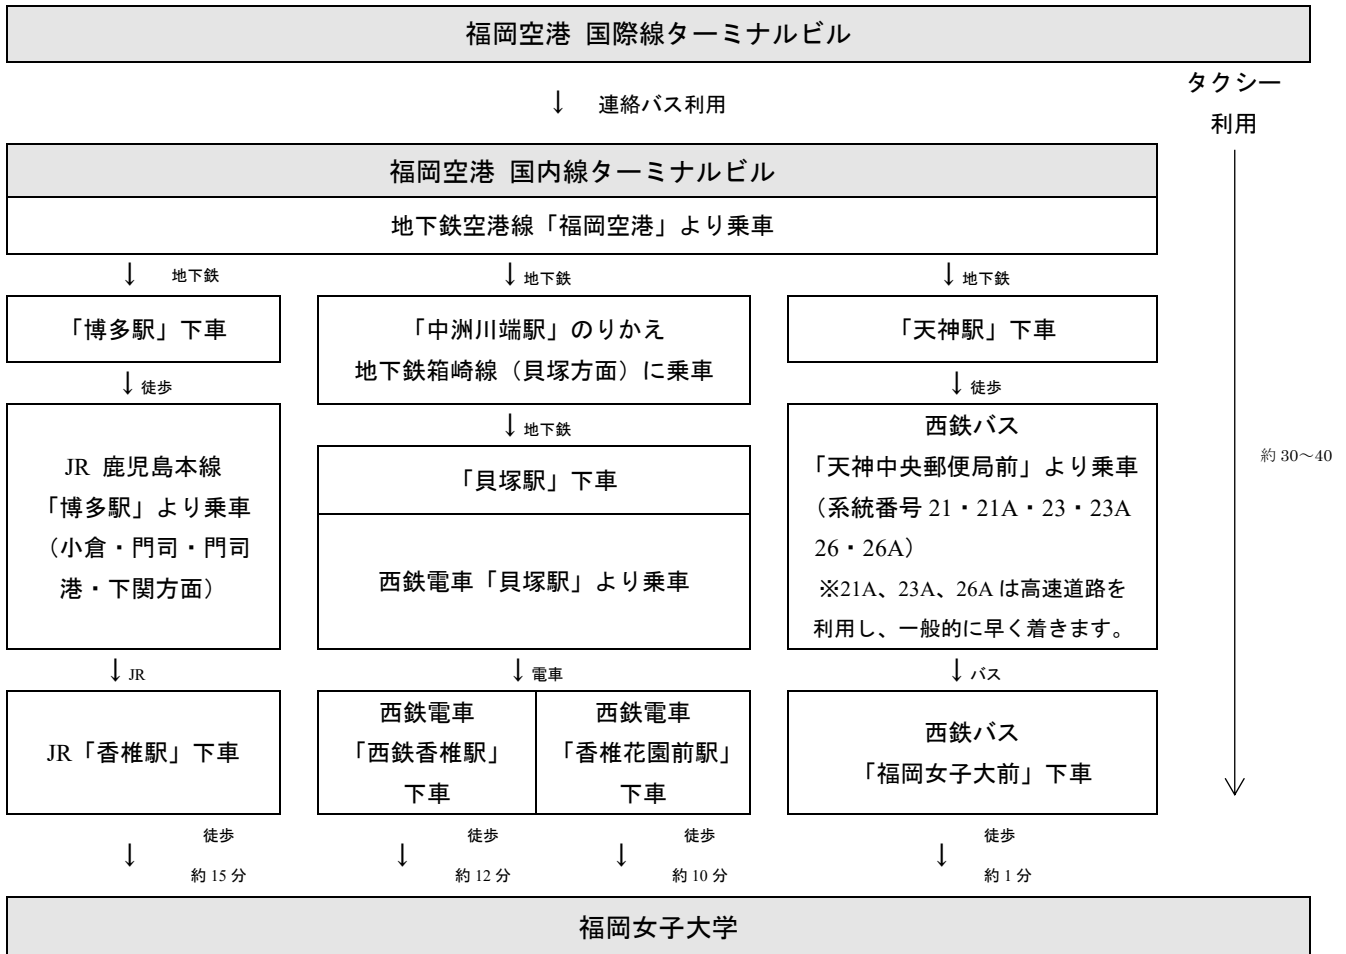 福岡空港 国際線ターミナルビル
タクシー
利用
↓ 連絡バス利用
福岡空港 国内線ターミナルビル
地下鉄空港線「福岡空港」より乗車
↓ 地下鉄
↓ 地下鉄
↓ 地下鉄
「博多駅」下車
「中洲川端駅」のりかえ
地下鉄箱崎線（貝塚方面）に乗車
「天神駅」下車
↓ 徒歩
↓ 徒歩
JR 鹿児島本線
「博多駅」より乗車
（小倉・門司・門司
港・下関方面）
↓ 地下鉄
「貝塚駅」下車
西鉄電車「貝塚駅」より乗車
西鉄バス
「天神中央郵便局前」より乗車
（系統番号 21・21A・23・23A
26・26A）
※21A、23A、26A は高速道路を
利用し、一般的に早く着きます。
約 30～40
↓ JR
↓ 電車
↓ バス
JR「香椎駅」下車
西鉄電車
「西鉄香椎駅」
下車
西鉄電車
「香椎花園前駅」
下車
西鉄バス
「福岡女子大前」下車
↓ 徒歩
約 15 分
↓ 徒歩
約 12 分
↓ 徒歩
約 10 分
↓ 徒歩
約 1 分
福岡女子大学